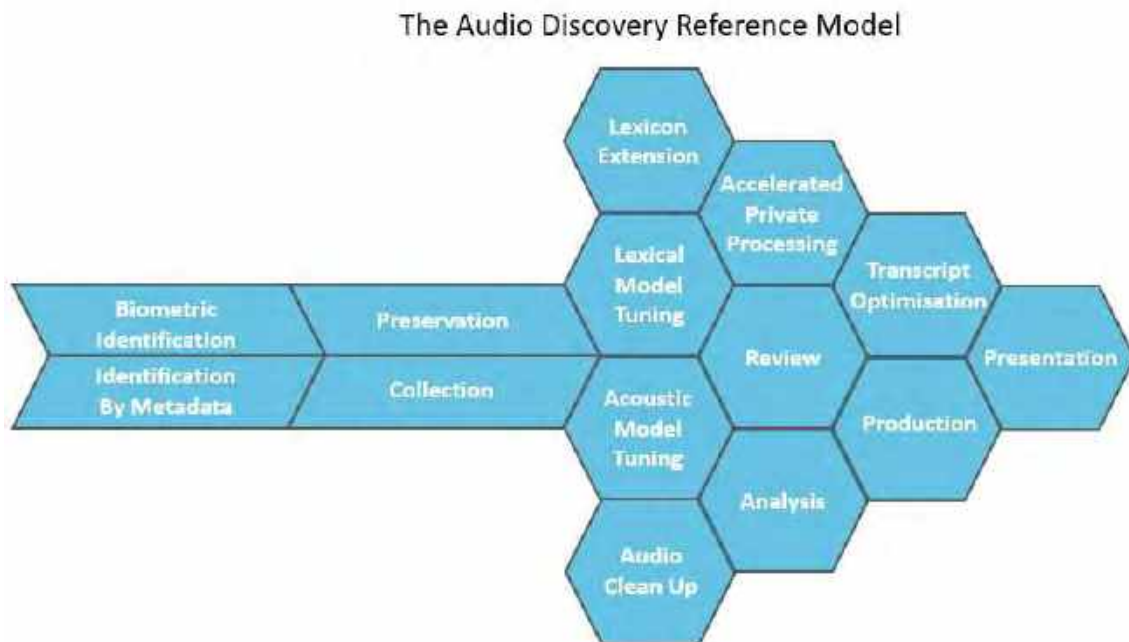 The Audio Discovery Reference Model
Biometric
Identification
Identification
By Metadata
Preservation
Collection
Lexicon
Extension
Lexical
Model
Tuning
Acoustic
Model
Tuning
Audio
Clean Up
Accelerated
Private
Processing
Review
Analysis
Transcript
Optimisation
Production
Presentation